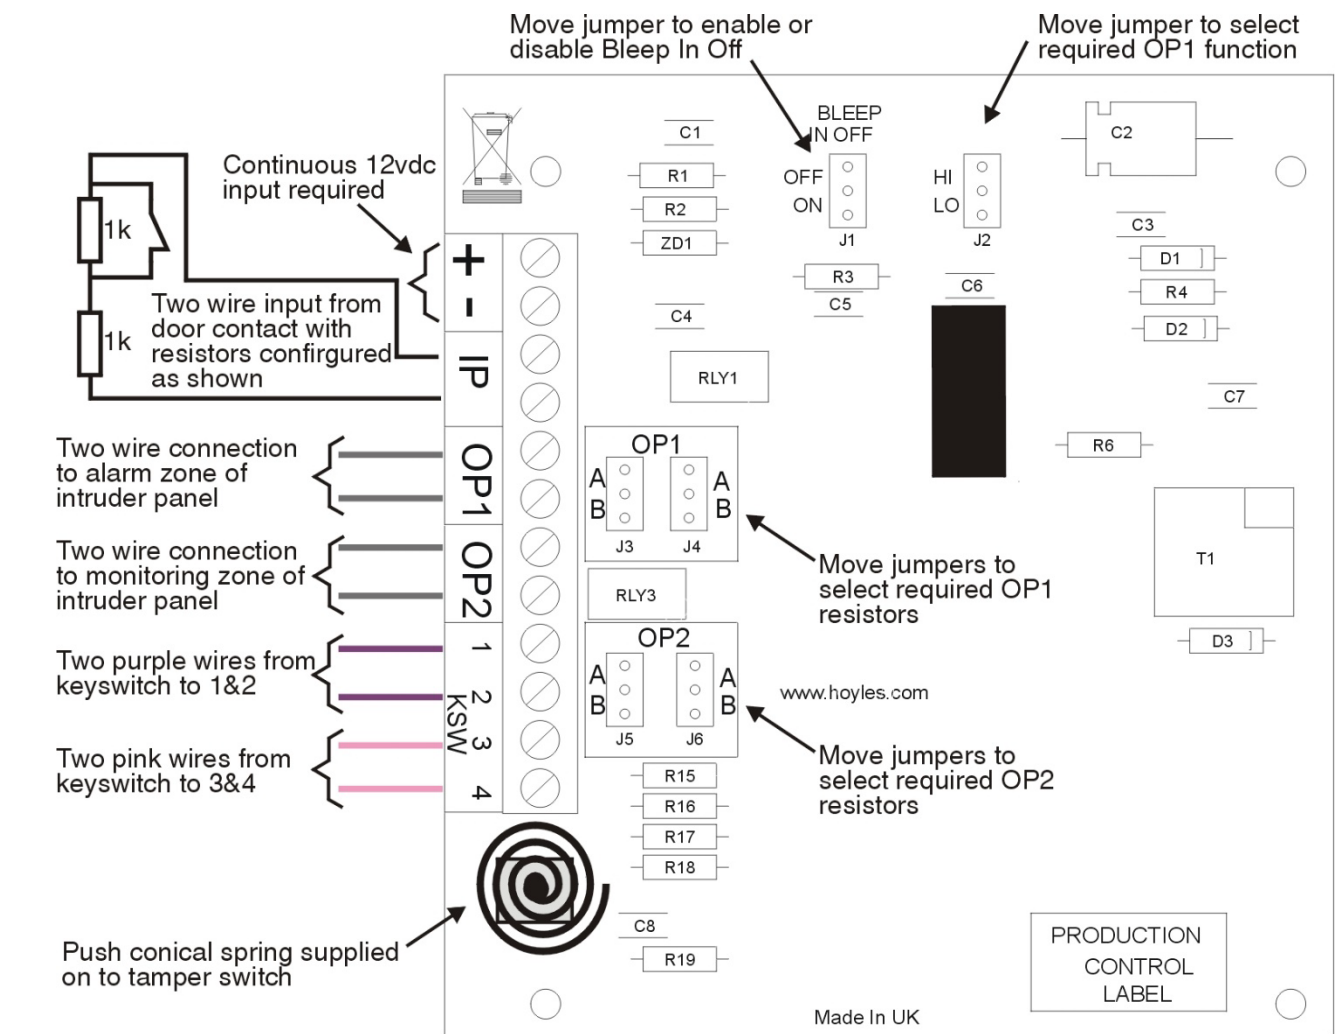 Move jumper to enable or
disable Bleep In Off
Move jumper to select
required OP1 function
BLEEP
IN OFF
OFF
ON
J1
HI
LO
J2
C1
R1
R2
ZD1
C2
C3
D1
R4
D2
R3
C5
C6
C4
RLY1
C7
R6
T1
D3
Continuous 12vdc
input required
1k
1k
Two wire input from
door contact with
resistors confirgured
as shown
+
-
IP
OP1
OP2
1
2
KSW
3
4
Two wire connection
to alarm zone of
intruder panel
Two wire connection
to monitoring zone of
intruder panel
Two purple wires from
keyswitch to 1&2
Two pink wires from
keyswitch to 3&4
OP1
A
B
A
B
J3
J4
Move jumpers to
select required OP1
resistors
RLY3
OP2
A
B
A
B
J5
J6
www.hoyles.com
Move jumpers to
select required OP2
resistors
R15
R16
R17
R18
C8
R19
Push conical spring supplied
on to tamper switch
PRODUCTION
CONTROL
LABEL
Made In UK